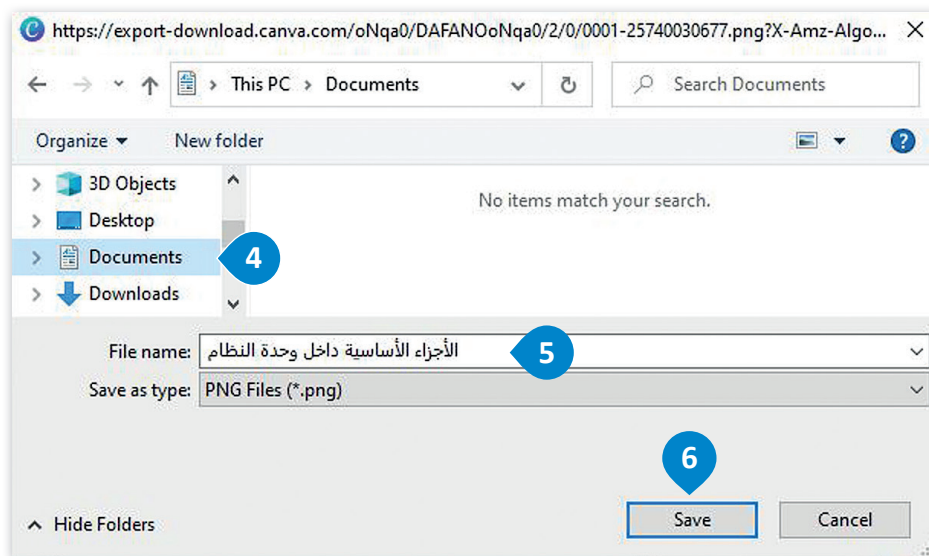 https://export-download.canva.com/oNqa0/DAFANOoNqa0/2/0/0001-25740030677.png?X-Amz-Algo...
This PC > Documents
Search Documents
Organize
New folder
3D Objects
Desktop
Documents
Downloads
No items match your search.
4
File name: الأجزاء الأساسية داخل وحدة النظام
5
Save as type: PNG Files (*.png)
6
Hide Folders
Save
Cancel